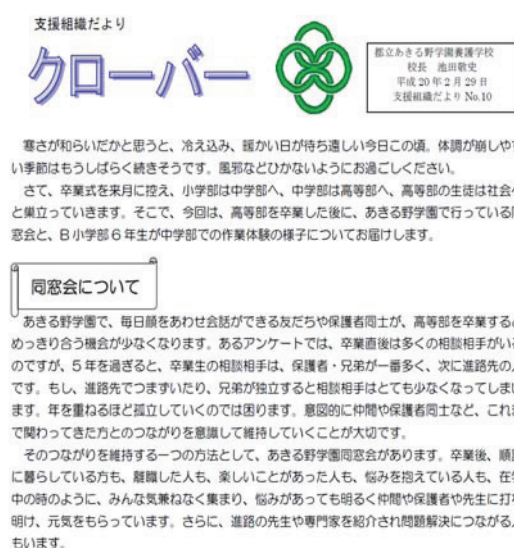 支援組織だより
クローバー
都立あきる野学園養護学校
校長 池田敬史
平成20年2月29日
支援組織だより No.10
寒さが和らいだかと思うと、冷え込み、暖かい日が待ち遠しい今日この頃。体調が崩しやす
い季節はもうしばらく続きそうです。風邪などひかないようにお過ごしください。
さて、卒業式を来月に控え、小学部は中学部へ、中学部は高等部へ、高等部の生徒は社会へ
と巣立っていきます。そこで、今回は、高等部を卒業した後に、あきる野学園で行っている同
窓会と、B小学部6年生が中学部での作業体験の様子についてお届けします。
同窓会について
あきる野学園で、毎日顔をあわせ会話ができる友だちや保護者同士が、高等部を卒業すると
めっきり合う機会が少なくなります。あるアンケートでは、卒業直後は多くの相談相手がいる
のですが、5年を過ぎると、卒業生の相談相手は、保護者・兄弟が一番多く、次に進路先の人
です。もし、進路先でつまずいたり、兄弟が独立すると相談相手はとても少なくなってしまい
ます。年を重ねるほど孤立していくのでは困ります。意図的に仲間や保護者同士など、これま
で関わってきた方とのつながりを意識して維持していくことが大切です。
そのつながりを維持する一つの方法として、あきる野学園同窓会があります。卒業後、順調
に暮らしている方も、離職した人も、楽しいことがあった人も、悩みを抱えている人も、在学
中の時のように、みんな気兼ねなく集まり、悩みがあっても明るく仲間や保護者や先生に打ち
明け、元気をもらっています。さらに、進路の先生や専門家を紹介され問題解決につながる人
もいます。